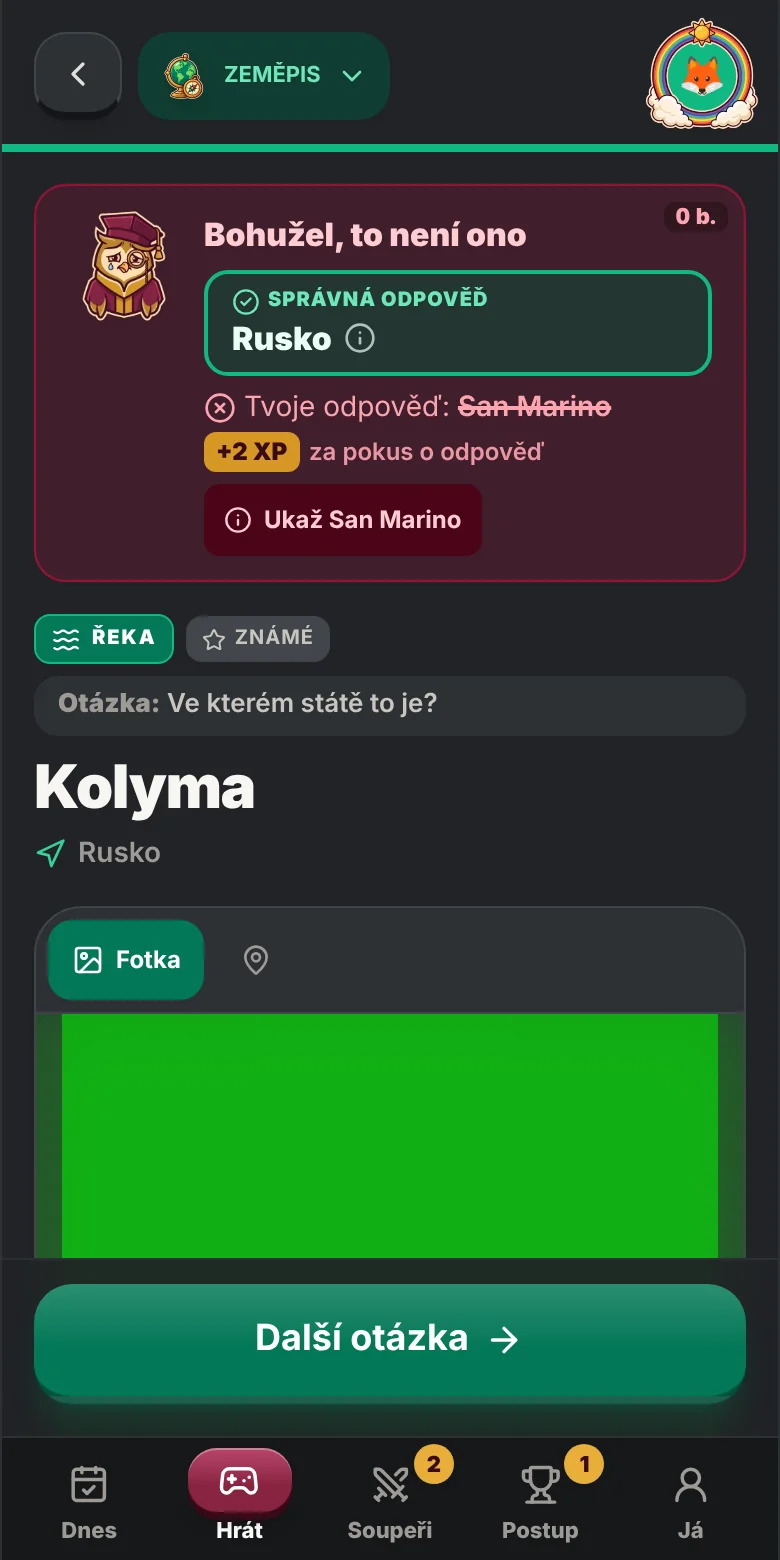 ZEMĚPIS
0 b.
Bohužel, to není ono
SPRÁVNÁ ODPOVĚĎ
Rusko
Tvoje odpověď: San Marino
+2 XP za pokus o odpověď
Ukaž San Marino
ŘEKA
ZNÁMÉ
Otázka: Ve kterém státě to je?
Kolyma
Rusko
Fotka
Další otázka
2
1
Dnes
Hrát
Soupeři
Postup
Já